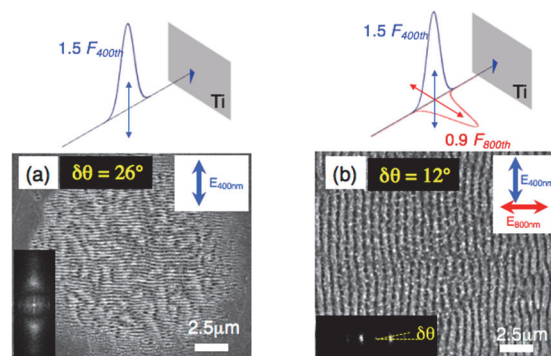 1.5 F400th
Ti
1.5 F400th
Ti
0.9 F800th
(a)
δθ = 26°
E400nm
2.5μm
(b)
δθ = 12°
E400nm
E800nm
δθ
2.5μm